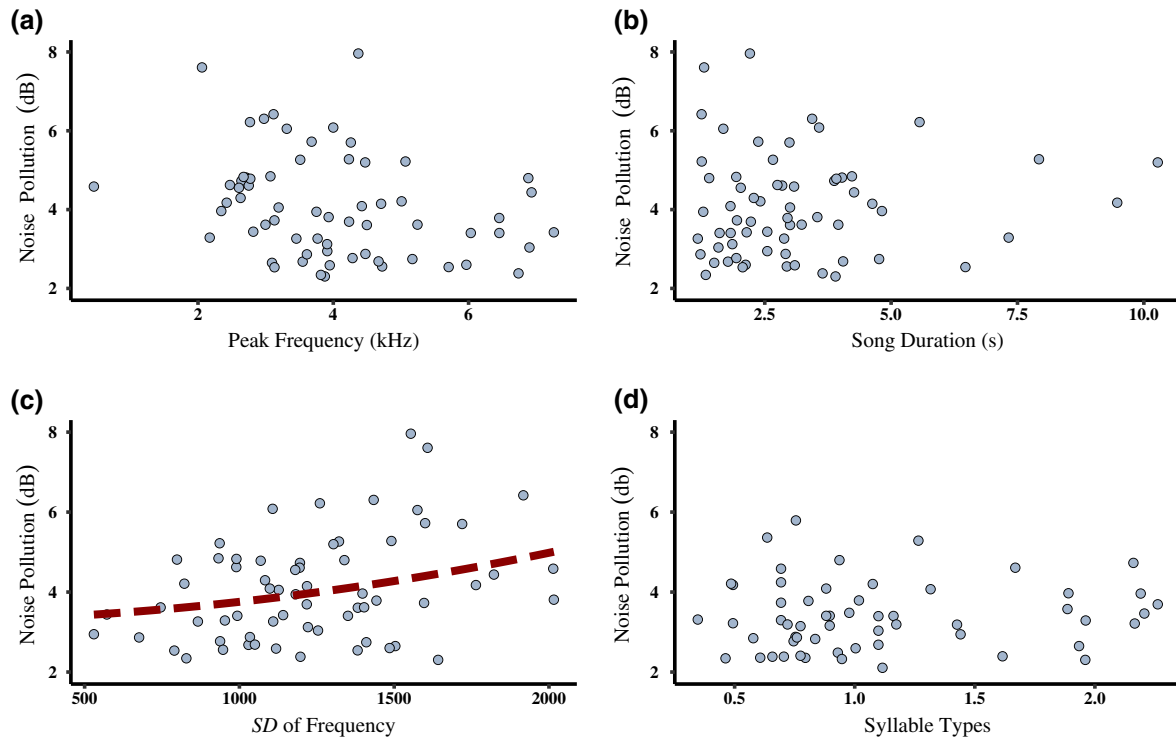 (a)
Noise Pollution (dB)
8
6
4
2
2 4 6
Peak Frequency (kHz)
(b)
Noise Pollution (dB)
8
6
4
2
2.5 5.0 7.5 10.0
Song Duration (s)
(c)
Noise Pollution (dB)
8
6
4
2
500 1000 1500 2000
SD of Frequency
(d)
Noise Pollution (db)
8
6
4
2
0.5 1.0 1.5 2.0
Syllable Types